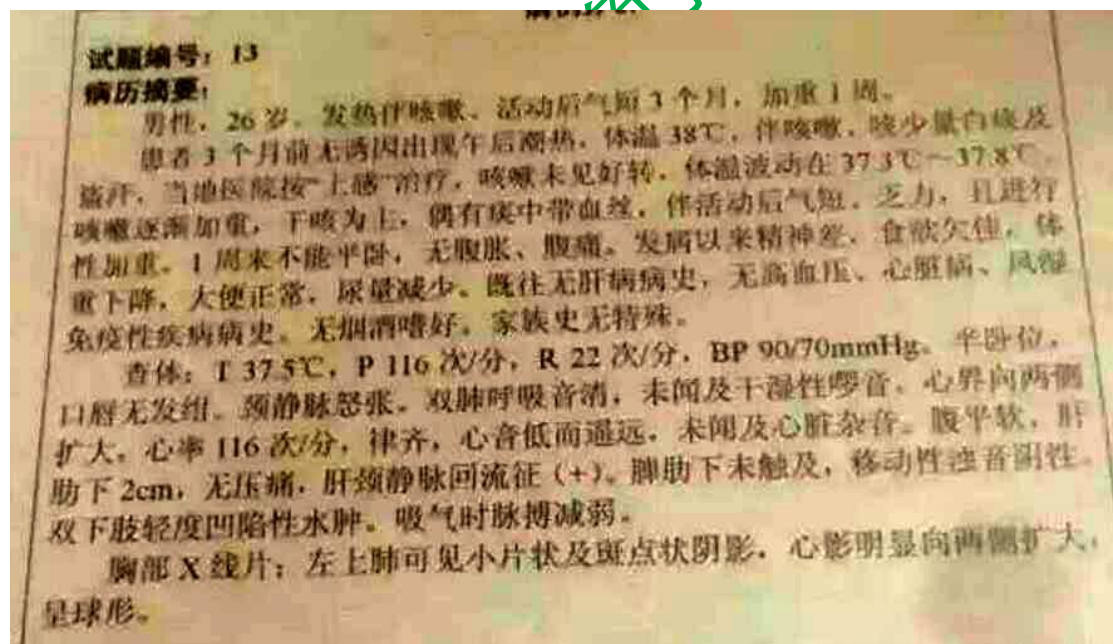 试题编号：13
病历摘要：
男性，26岁。发热伴咳嗽、活动后气短3个月，加重1周。
患者3个月前无诱因出现午后潮热，体温38℃，伴咳嗽，咳少量白痰及
盗汗，当地医院按“上感”治疗，咳嗽未见好转，体温波动在37.3℃～37.8℃，
咳嗽逐渐加重，干咳为主，偶有痰中带血丝，伴活动后气短，乏力，且进行
性加重。1周来不能平卧，无腹胀、腹痛。发病以来精神差，食欲欠佳，体
重下降，大便正常，尿量减少。既往无肝病病史，无高血压、心脏病、风湿
免疫性疾病病史。无烟酒嗜好。家族史无特殊。
查体：T 37.5℃，P 116次/分，R 22次/分，BP 90/70mmHg。半卧位，
口唇无发绀。颈静脉怒张。双肺呼吸音清，未闻及干湿性啰音。心界向两侧
扩大，心率116次/分，律齐，心音低而遥远，未闻及心脏杂音。腹平软，肝
肋下2cm，无压痛，肝颈静脉回流征（+）。脾肋下未触及，移动性浊音阴性。
双下肢轻度凹陷性水肿。吸气时脉搏减弱。
胸部X线片：左上肺可见小片状及斑点状阴影，心影明显向两侧扩大，
呈球形。